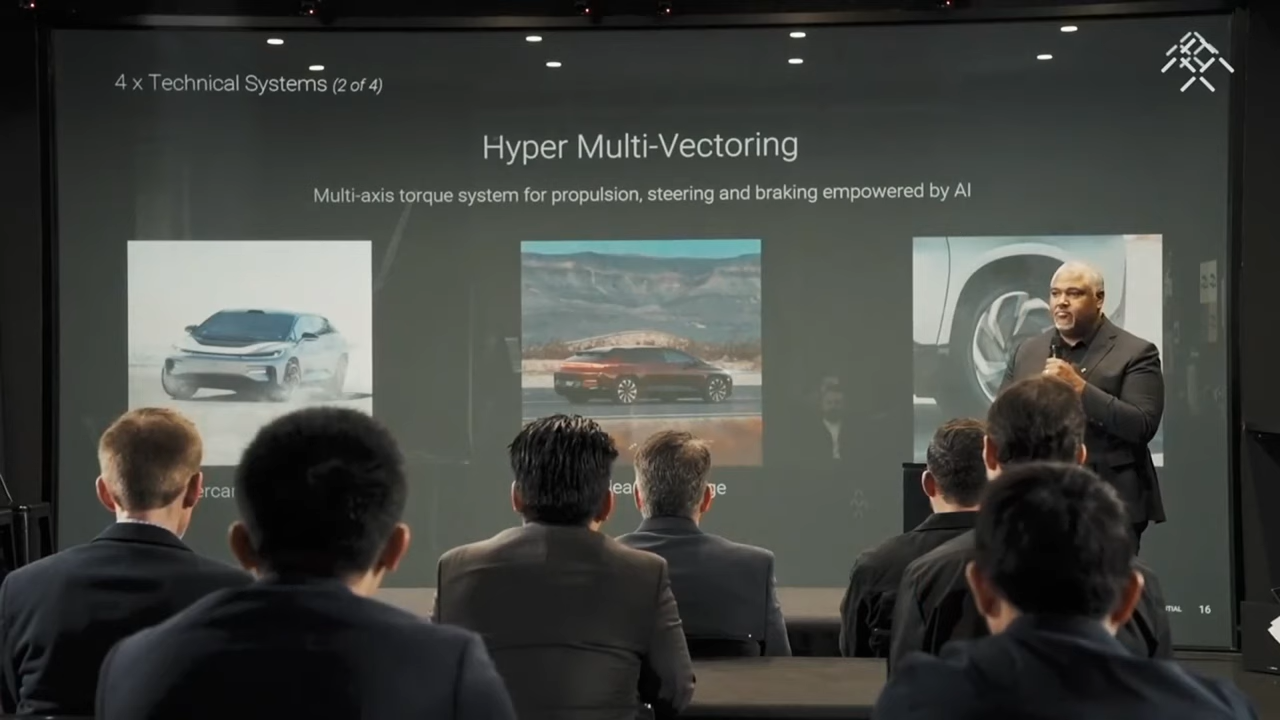 4 x Technical Systems (2 of 4)
Hyper Multi-Vectoring
Multi-axis torque system for propulsion, steering and braking empowered by AI
16